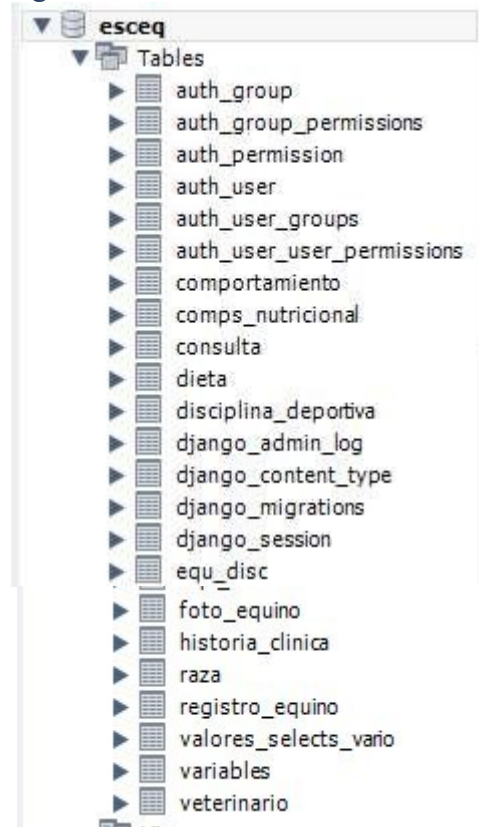 esceq
Tables
auth_group
auth_group_permissions
auth_permission
auth_user
auth_user_groups
auth_user_user_permissions
comportamiento
comps_nutricional
consulta
dieta
disciplina_deportiva
django_admin_log
django_content_type
django_migrations
django_session
equ_disc
foto_equino
historia_clinica
raza
registro_equino
valores_selects_vario
variables
veterinario